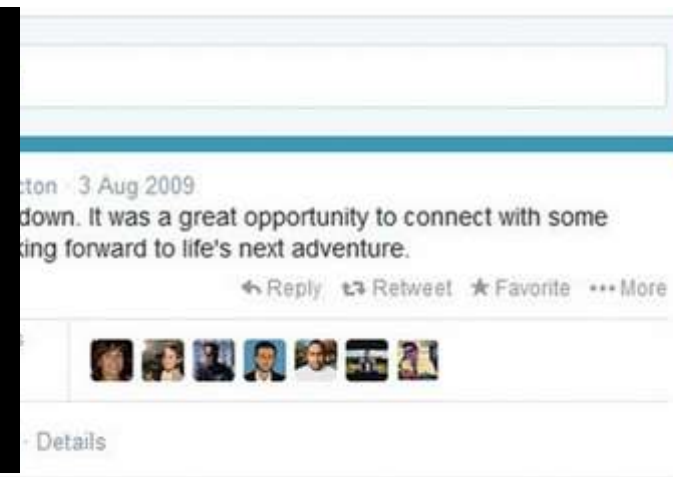 cton · 3 Aug 2009
down. It was a great opportunity to connect with some
king forward to life's next adventure.
Reply Retweet Favorite More
s
· Details